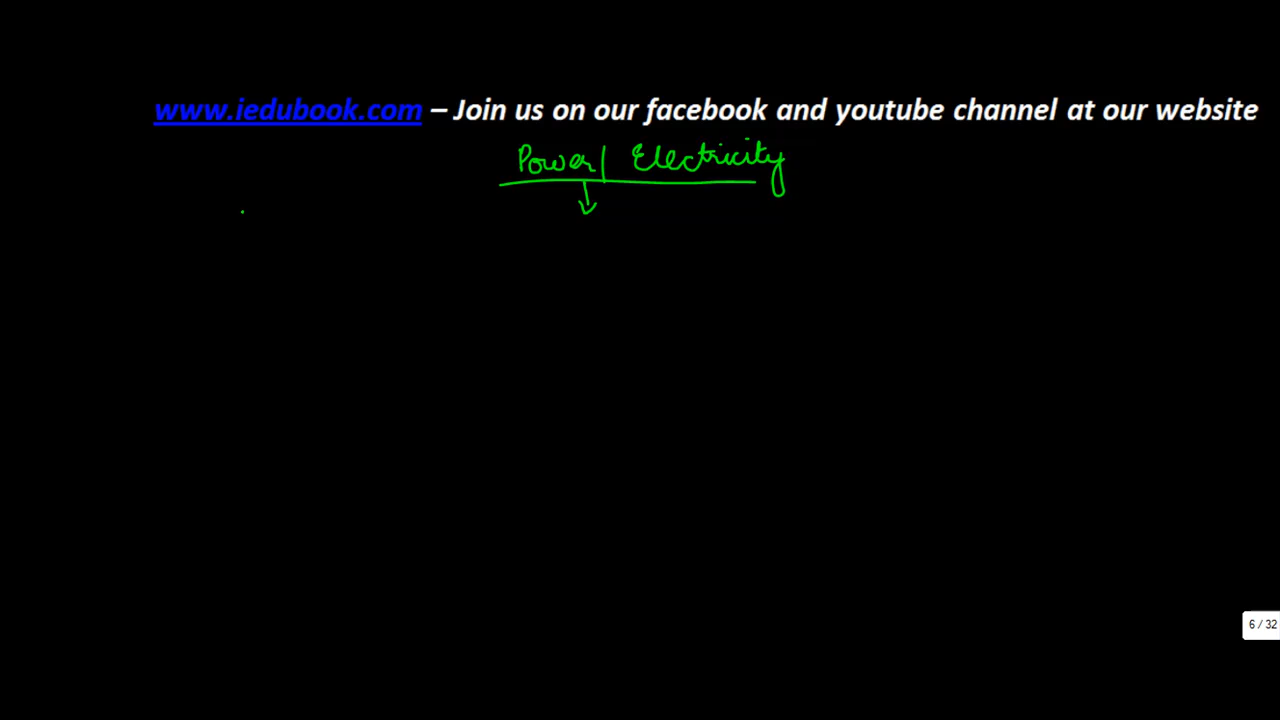 www.iedubook.com – Join us on our facebook and youtube channel at our website
Power| Electricity
6 / 32